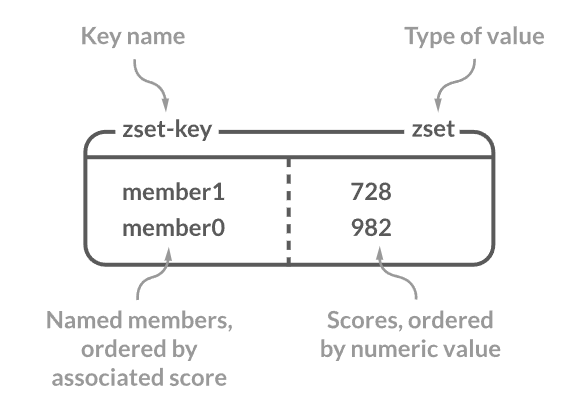 Key name
Type of value
zset-key
zset
member1 728
member0 982
Named members,
ordered by
associated score
Scores, ordered
by numeric value